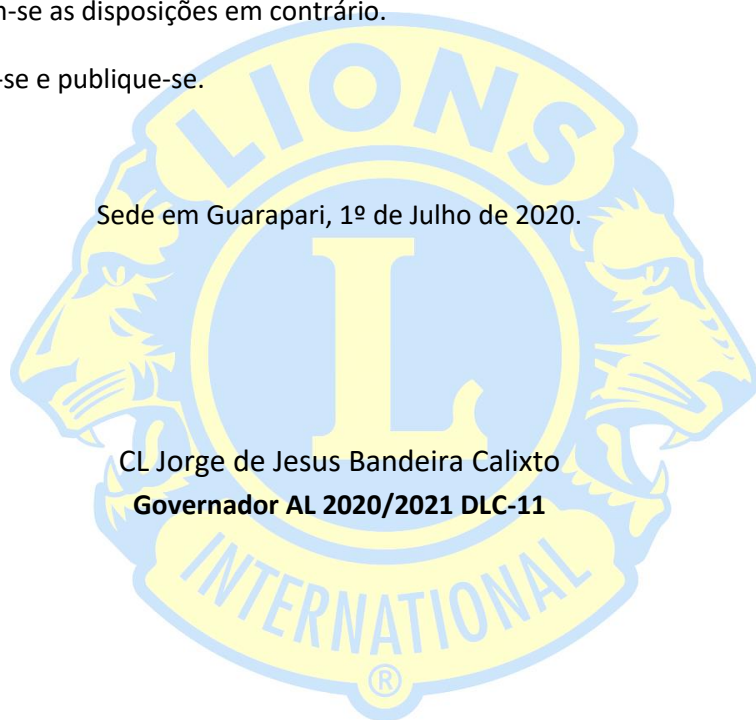 -se as disposições em contrário.
-se e publique-se.
LIONS
Sede em Guarapari, 1º de Julho de 2020.
L
CL Jorge de Jesus Bandeira Calixto
Governador AL 2020/2021 DLC-11
INTERNATIONAL
®